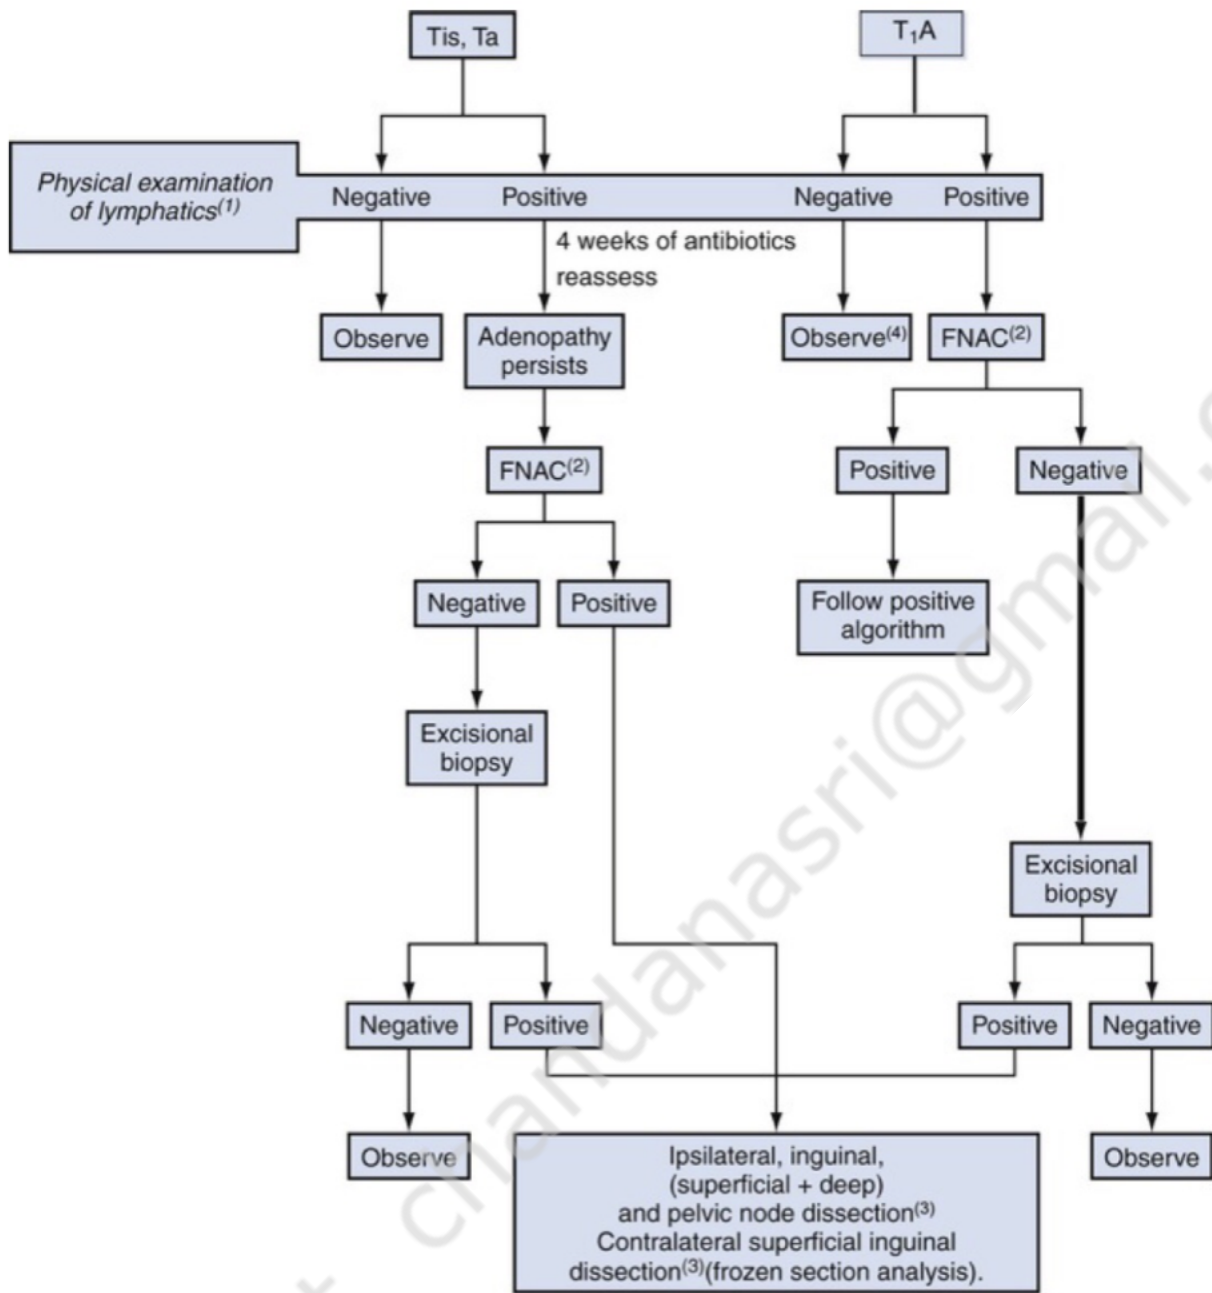 Tis, Ta
T₁A
Physical examination
of lymphatics(1)
Negative
Positive
Negative
Positive
4 weeks of antibiotics
reassess
Observe
Adenopathy
persists
Observe(4)
FNAC(2)
FNAC(2)
Positive
Negative
Negative
Positive
Follow positive
algorithm
Excisional
biopsy
Excisional
biopsy
Negative
Positive
Positive
Negative
Observe
Ipsilateral, inguinal,
(superficial + deep)
and pelvic node dissection(3)
Contralateral superficial inguinal
dissection(3)(frozen section analysis).
Observe
chandanasri@gmail.